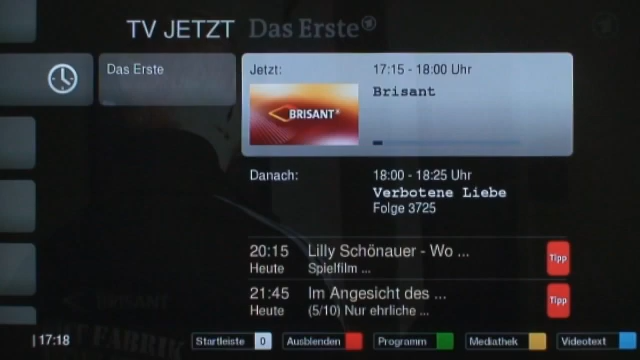 TV JETZT Das Erste
Das Erste
Jetzt: 17:15 - 18:00 Uhr
Brisant
BRISANT
Danach: 18:00 - 18:25 Uhr
Verbotene Liebe
Folge 3725
20:15 Lilly Schönauer - Wo ...
Heute Spielfilm ...
Tipp
21:45 Im Angesicht des ...
Heute (5/10) Nur ehrliche ...
Tipp
BRISANT
T FABRIK
17:18 Startleiste 0 Ausblenden Programm Mediathek Videotext